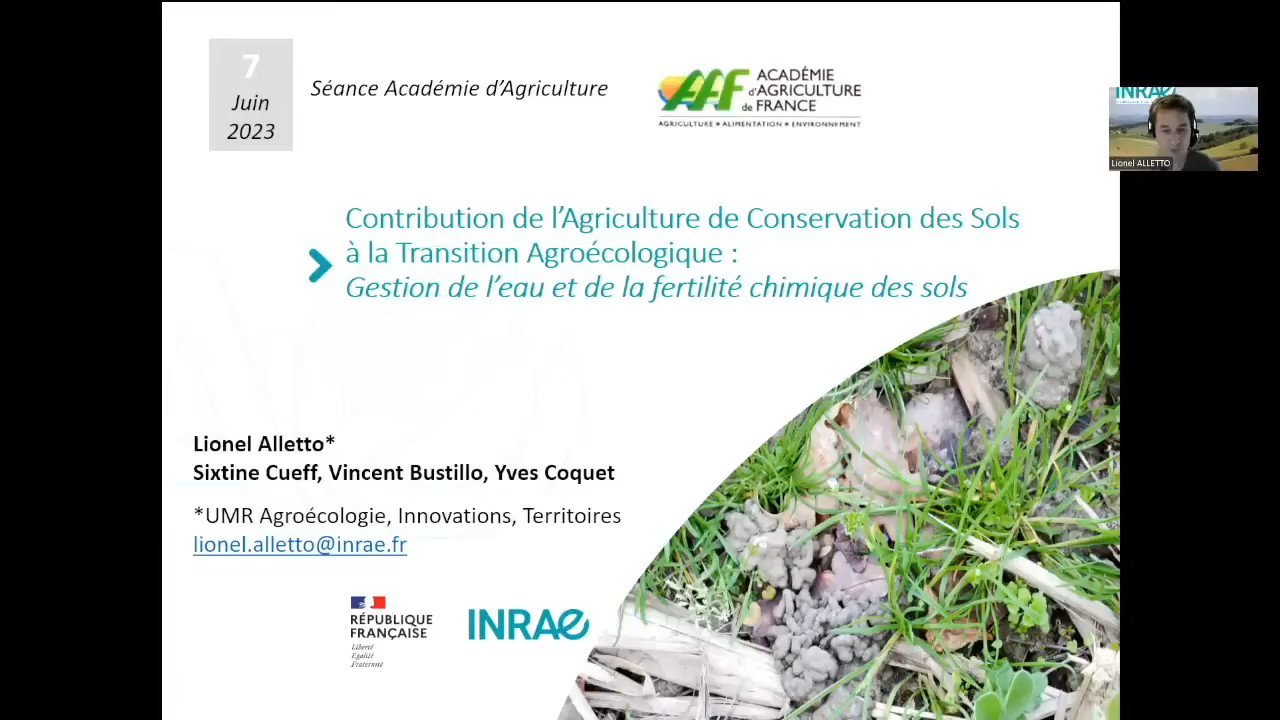 7
Juin
2023
Séance Académie d’Agriculture
AAF
ACADÉMIE
d'AGRICULTURE
de FRANCE
AGRICULTURE ● ALIMENTATION ● ENVIRONNEMENT
INRAE
Lionel ALLETTO
Contribution de l’Agriculture de Conservation des Sols
à la Transition Agroécologique :
Gestion de l’eau et de la fertilité chimique des sols
Lionel Alletto*
Sixtine Cueff, Vincent Bustillo, Yves Coquet
*UMR Agroécologie, Innovations, Territoires
lionel.alletto@inrae.fr
RÉPUBLIQUE
FRANÇAISE
Liberté
Égalité
Fraternité
INRAE